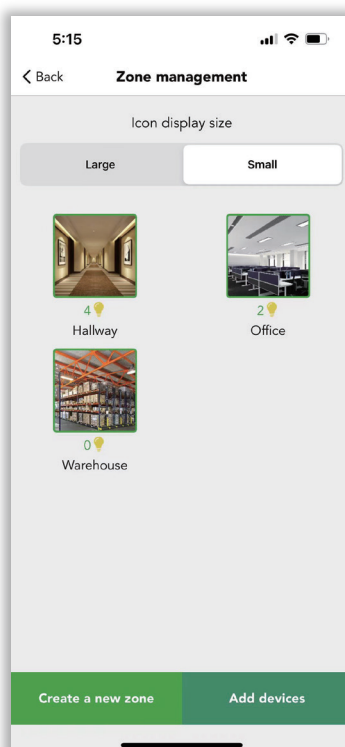 5:15
Back Zone management
Icon display size
Large Small
4 2
Hallway Office
0
Warehouse
Create a new zone Add devices